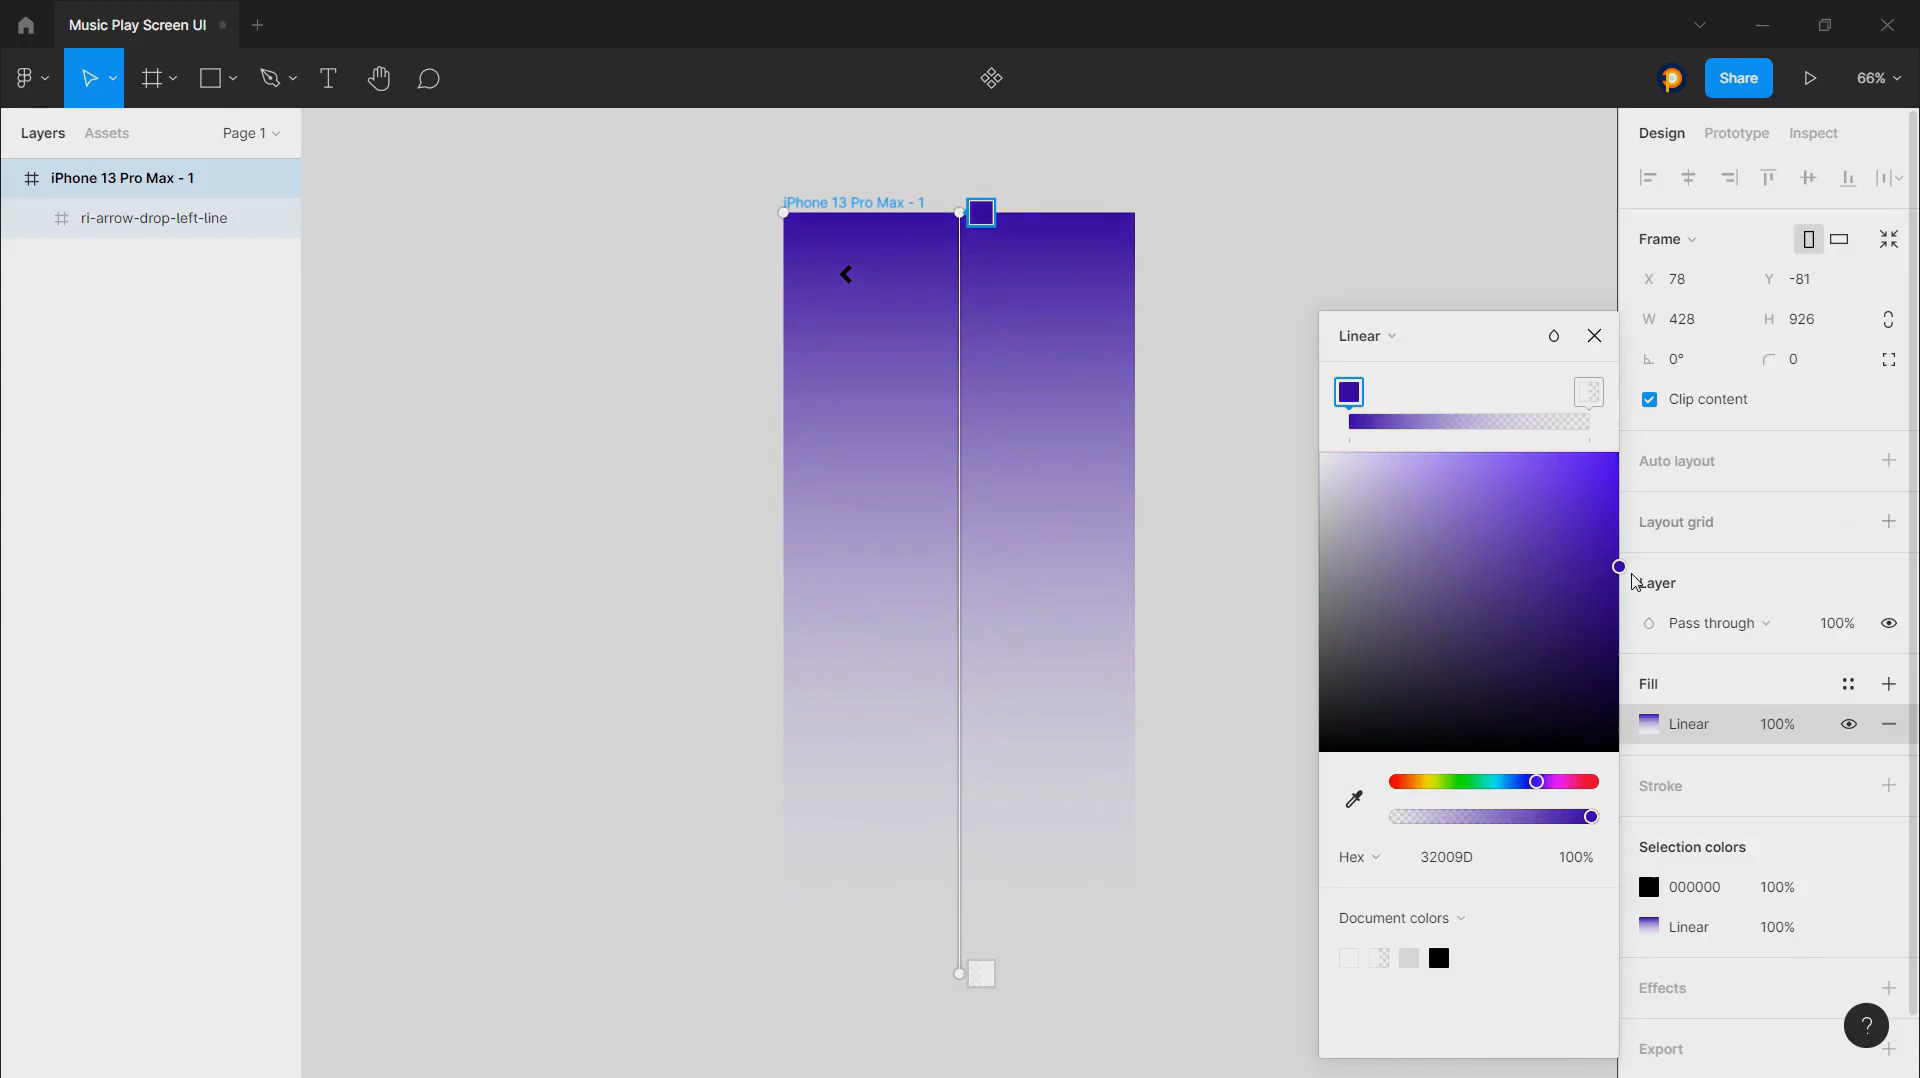 Music Play Screen UI
Share
66%
Layers
Assets
Page 1
iPhone 13 Pro Max - 1
ri-arrow-drop-left-line
iPhone 13 Pro Max - 1
Linear
Hex
32009D
100%
Document colors
Design
Prototype
Inspect
Frame
X 78
Y -81
W 428
H 926
0°
0
Clip content
Auto layout
Layout grid
Layer
Pass through
100%
Fill
Linear
100%
Stroke
Selection colors
000000
100%
Linear
100%
Effects
?
Export